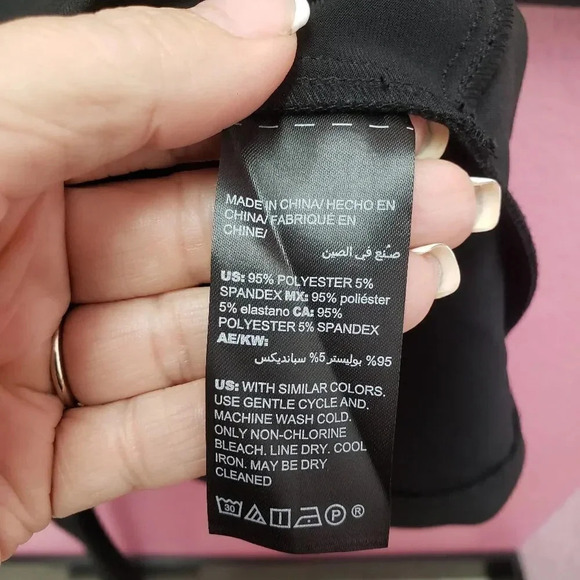 MADE IN CHINA/ HECHO EN
CHINA/ FABRIQUÉ EN
CHINE/
صنع في الصين
US: 95% POLYESTER 5%
SPANDEX MX: 95% poliéster
5% elastano CA: 95%
POLYESTER 5% SPANDEX
AE/KW:
95% بوليستر 5% سبانديكس
US: WITH SIMILAR COLORS.
USE GENTLE CYCLE AND.
MACHINE WASH COLD.
ONLY NON-CHLORINE
BLEACH. LINE DRY. COOL
IRON. MAY BE DRY
CLEANED
30 P ®